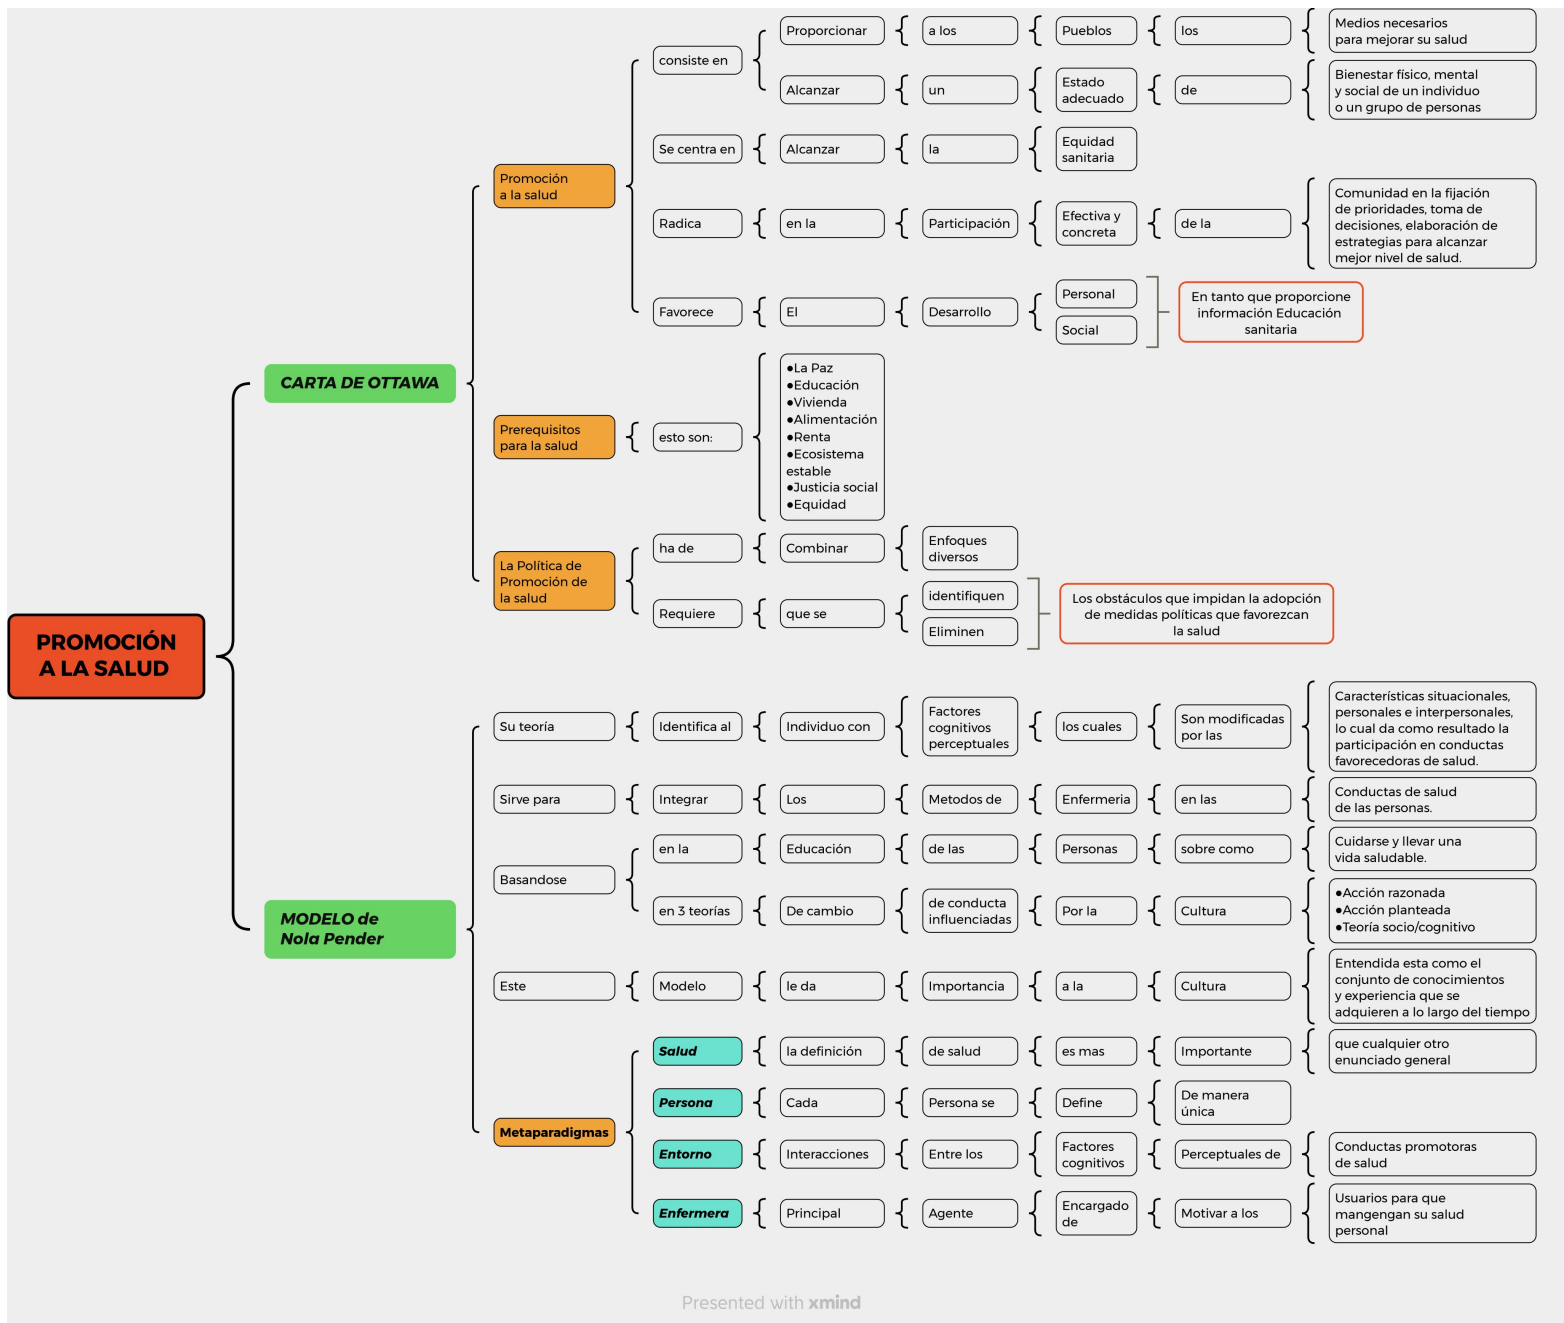 PROMOCIÓN
A LA SALUD
CARTA DE OTTAWA
Promoción
a la salud
consiste en
Proporcionar
a los
Pueblos
los
Medios necesarios
para mejorar su salud
Alcanzar
un
Estado
adecuado
de
Bienestar físico, mental
y social de un individuo
o un grupo de personas
Se centra en
Alcanzar
la
Equidad
sanitaria
Radica
en la
Participación
Efectiva y
concreta
de la
Comunidad en la fijación
de prioridades, toma de
decisiones, elaboración de
estrategias para alcanzar
mejor nivel de salud.
Favorece
El
Desarrollo
Personal
Social
En tanto que proporcione
información Educación
sanitaria
Prerequisitos
para la salud
esto son:
●La Paz
●Educación
●Vivienda
●Alimentación
●Renta
●Ecosistema
estable
●Justicia social
●Equidad
La Política de
Promoción de
la salud
ha de
Combinar
Enfoques
diversos
Requiere
que se
identifiquen
Eliminen
Los obstáculos que impidan la adopción
de medidas políticas que favorezcan
la salud
MODELO de
Nola Pender
Su teoría
Identifica al
Individuo con
Factores
cognitivos
perceptuales
los cuales
Son modificadas
por las
Características situacionales,
personales e interpersonales,
lo cual da como resultado la
participación en conductas
favorecedoras de salud.
Sirve para
Integrar
Los
Metodos de
Enfermeria
en las
Conductas de salud
de las personas.
Basandose
en la
Educación
de las
Personas
sobre como
Cuidarse y llevar una
vida saludable.
en 3 teorías
De cambio
de conducta
influenciadas
Por la
Cultura
●Acción razonada
●Acción planteada
●Teoría socio/cognitivo
Este
Modelo
le da
Importancia
a la
Cultura
Entendida esta como el
conjunto de conocimientos
y experiencia que se
adquieren a lo largo del tiempo
Metaparadigmas
Salud
la definición
de salud
es mas
Importante
que cualquier otro
enunciado general
Persona
Cada
Persona se
Define
De manera
única
Entorno
Interacciones
Entre los
Factores
cognitivos
Perceptuales de
Conductas promotoras
de salud
Enfermera
Principal
Agente
Encargado
de
Motivar a los
Usuarios para que
mangengan su salud
personal
Presented with xmind